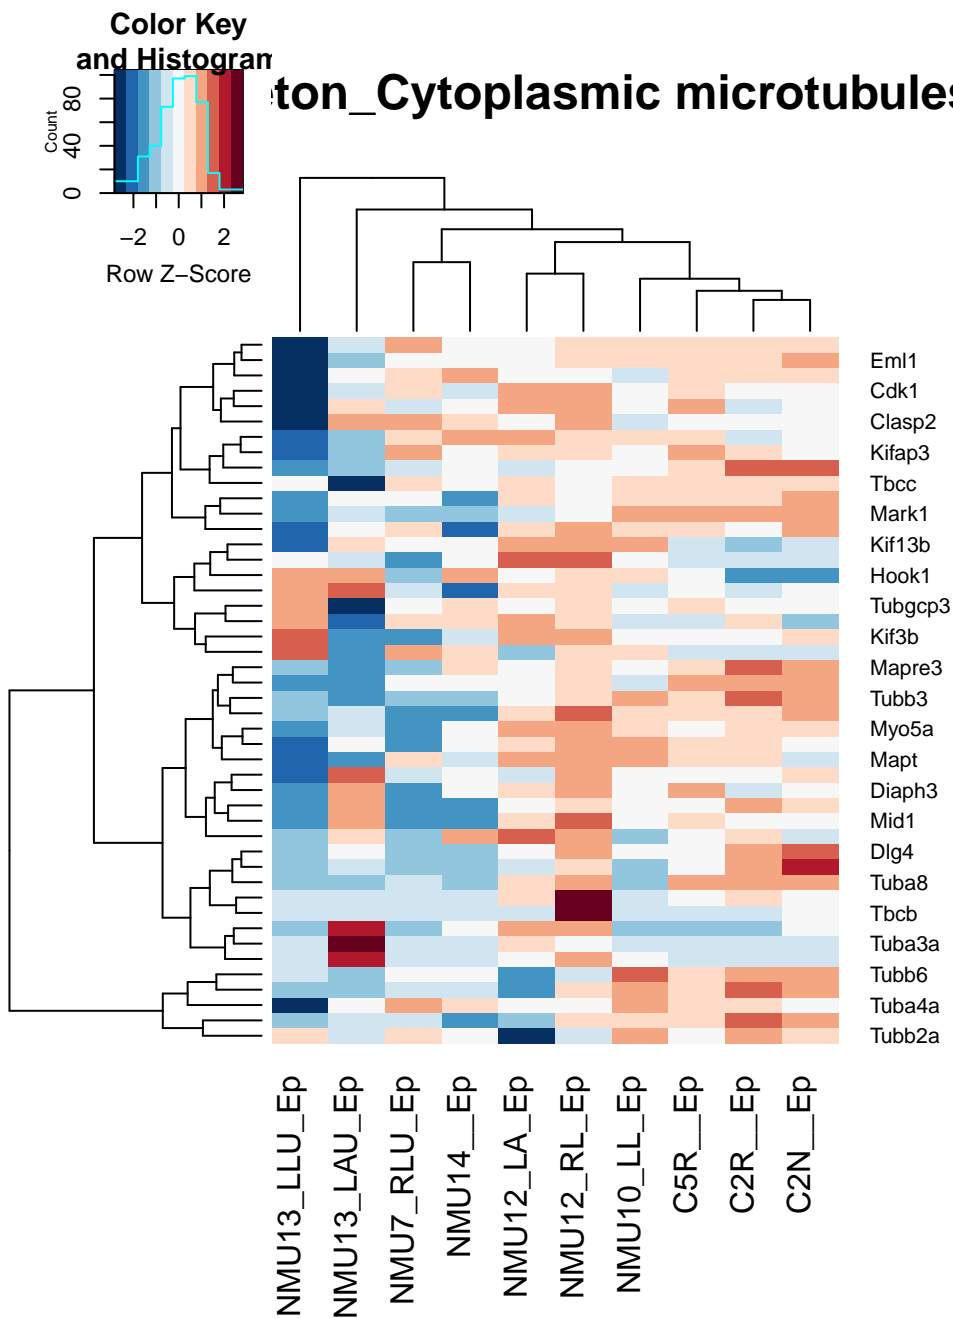 Color Key
and Histogram
ton_Cytoplasmic microtubules
Count
0
40
80
−2
0
2
Row Z−Score
Eml1
Cdk1
Clasp2
Kifap3
Tbcc
Mark1
Kif13b
Hook1
Tubgcp3
Kif3b
Mapre3
Tubb3
Myo5a
Mapt
Diaph3
Mid1
Dlg4
Tuba8
Tbcb
Tuba3a
Tubb6
Tuba4a
Tubb2a
NMU13_LLU_Ep
NMU13_LAU_Ep
NMU7_RLU_Ep
NMU14__Ep
NMU12_LA_Ep
NMU12_RL_Ep
NMU10_LL_Ep
C5R__Ep
C2R__Ep
C2N__Ep